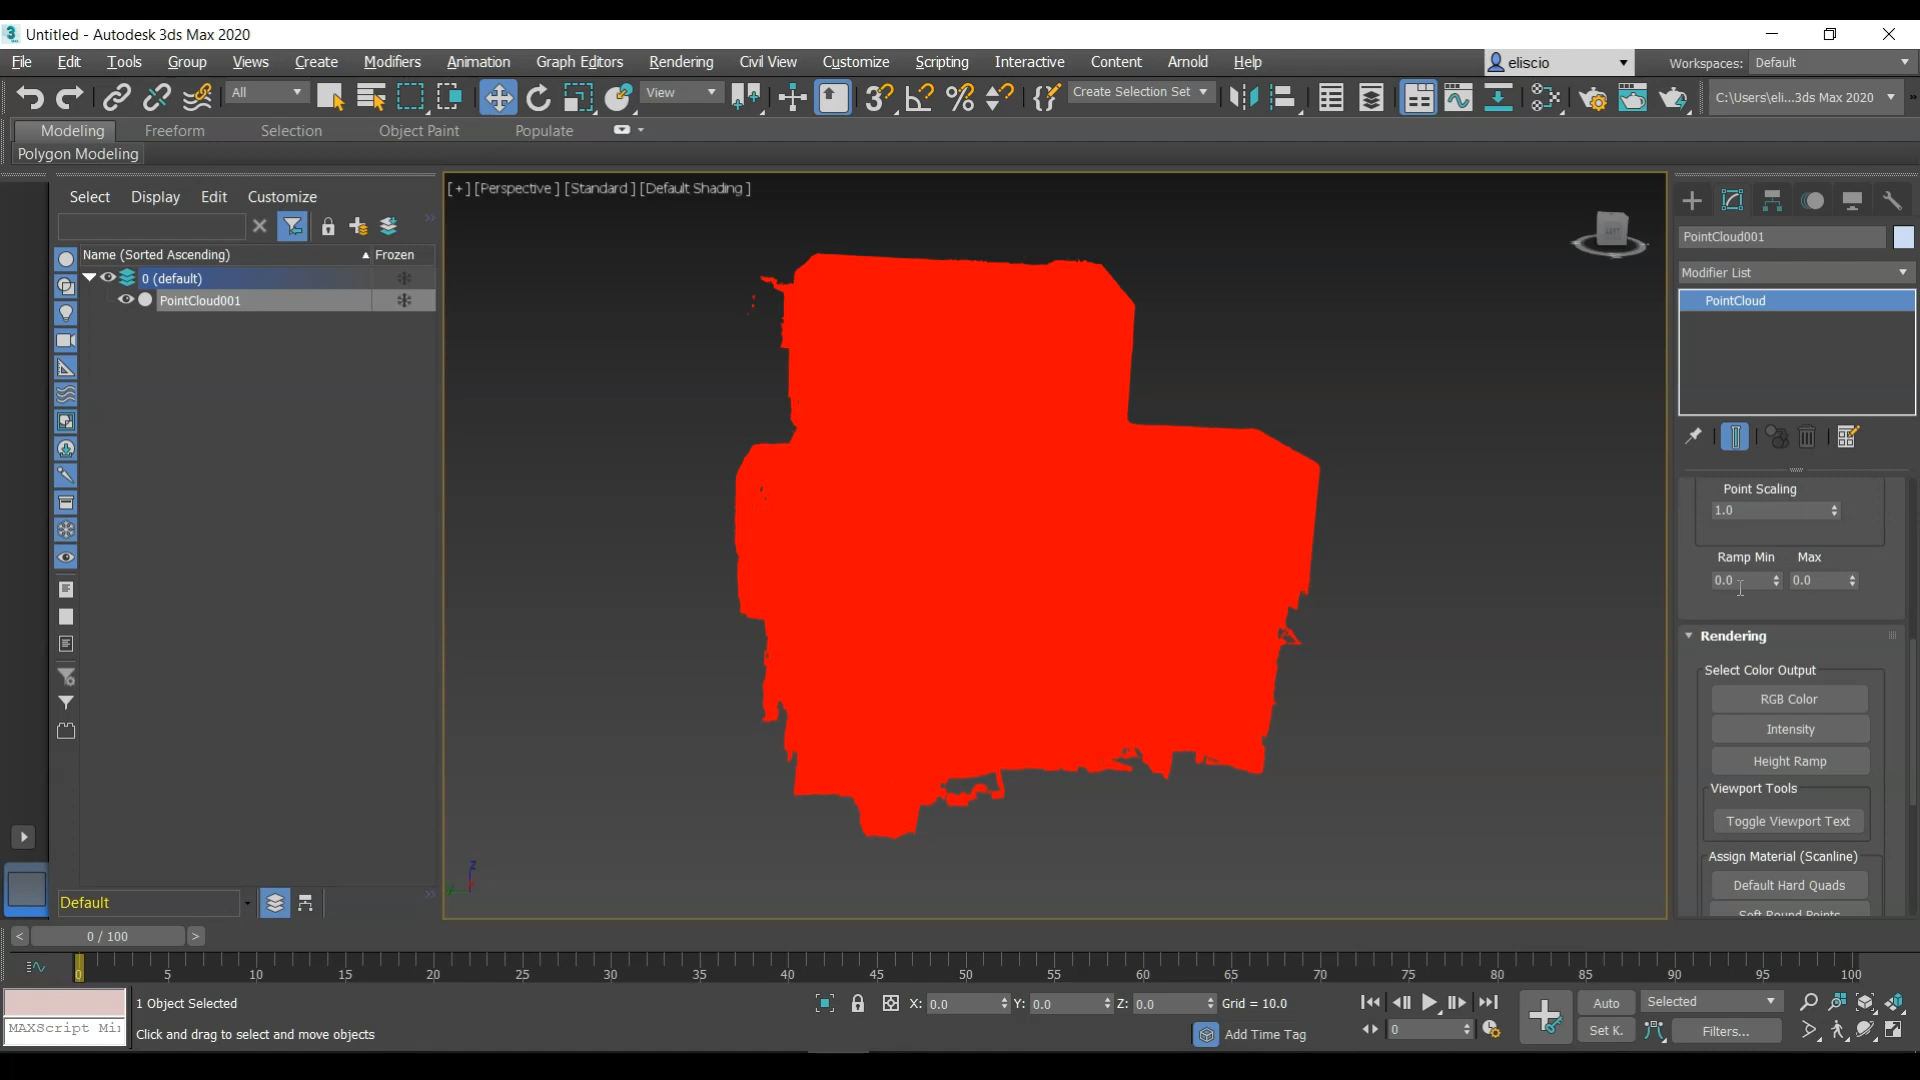 3 Untitled - Autodesk 3ds Max 2020
File Edit Tools Group Views Create Modifiers Animation Graph Editors Rendering Civil View Customize Scripting Interactive Content Arnold Help eliscio Workspaces: Default
All View Create Selection Set C:\Users\eli...3ds Max 2020
Modeling Freeform Selection Object Paint Populate
Polygon Modeling
Select Display Edit Customize
[+] [Perspective ] [Standard ] [Default Shading ]
PointCloud001
Name (Sorted Ascending) Frozen
0 (default)
PointCloud001
Modifier List
PointCloud
Point Scaling
1.0
Ramp Min Max
0.0 0.0
Rendering
Select Color Output
RGB Color
Intensity
Height Ramp
Viewport Tools
Toggle Viewport Text
Assign Material (Scanline)
Default Hard Quads
Soft Round Points
z
Default
< 0 / 100 >
0 5 10 15 20 25 30 35 40 45 50 55 60 65 70 75 80 85 90 95 100
1 Object Selected X: 0.0 Y: 0.0 Z: 0.0 Grid = 10.0 Auto Selected
MAXScript Mi Click and drag to select and move objects Add Time Tag 0 Set K. Filters...